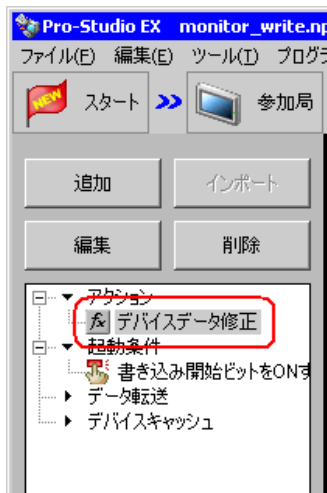 Pro-Studio EX monitor_write.np
ファイル(F) 編集(E) ツール(T) プログラ
NEW スタート 参加局
追加 インポート
編集 削除
アクション
fx デバイスデータ修正
起動条件
書き込み開始ビットをONす
データ転送
デバイスキャッシュ